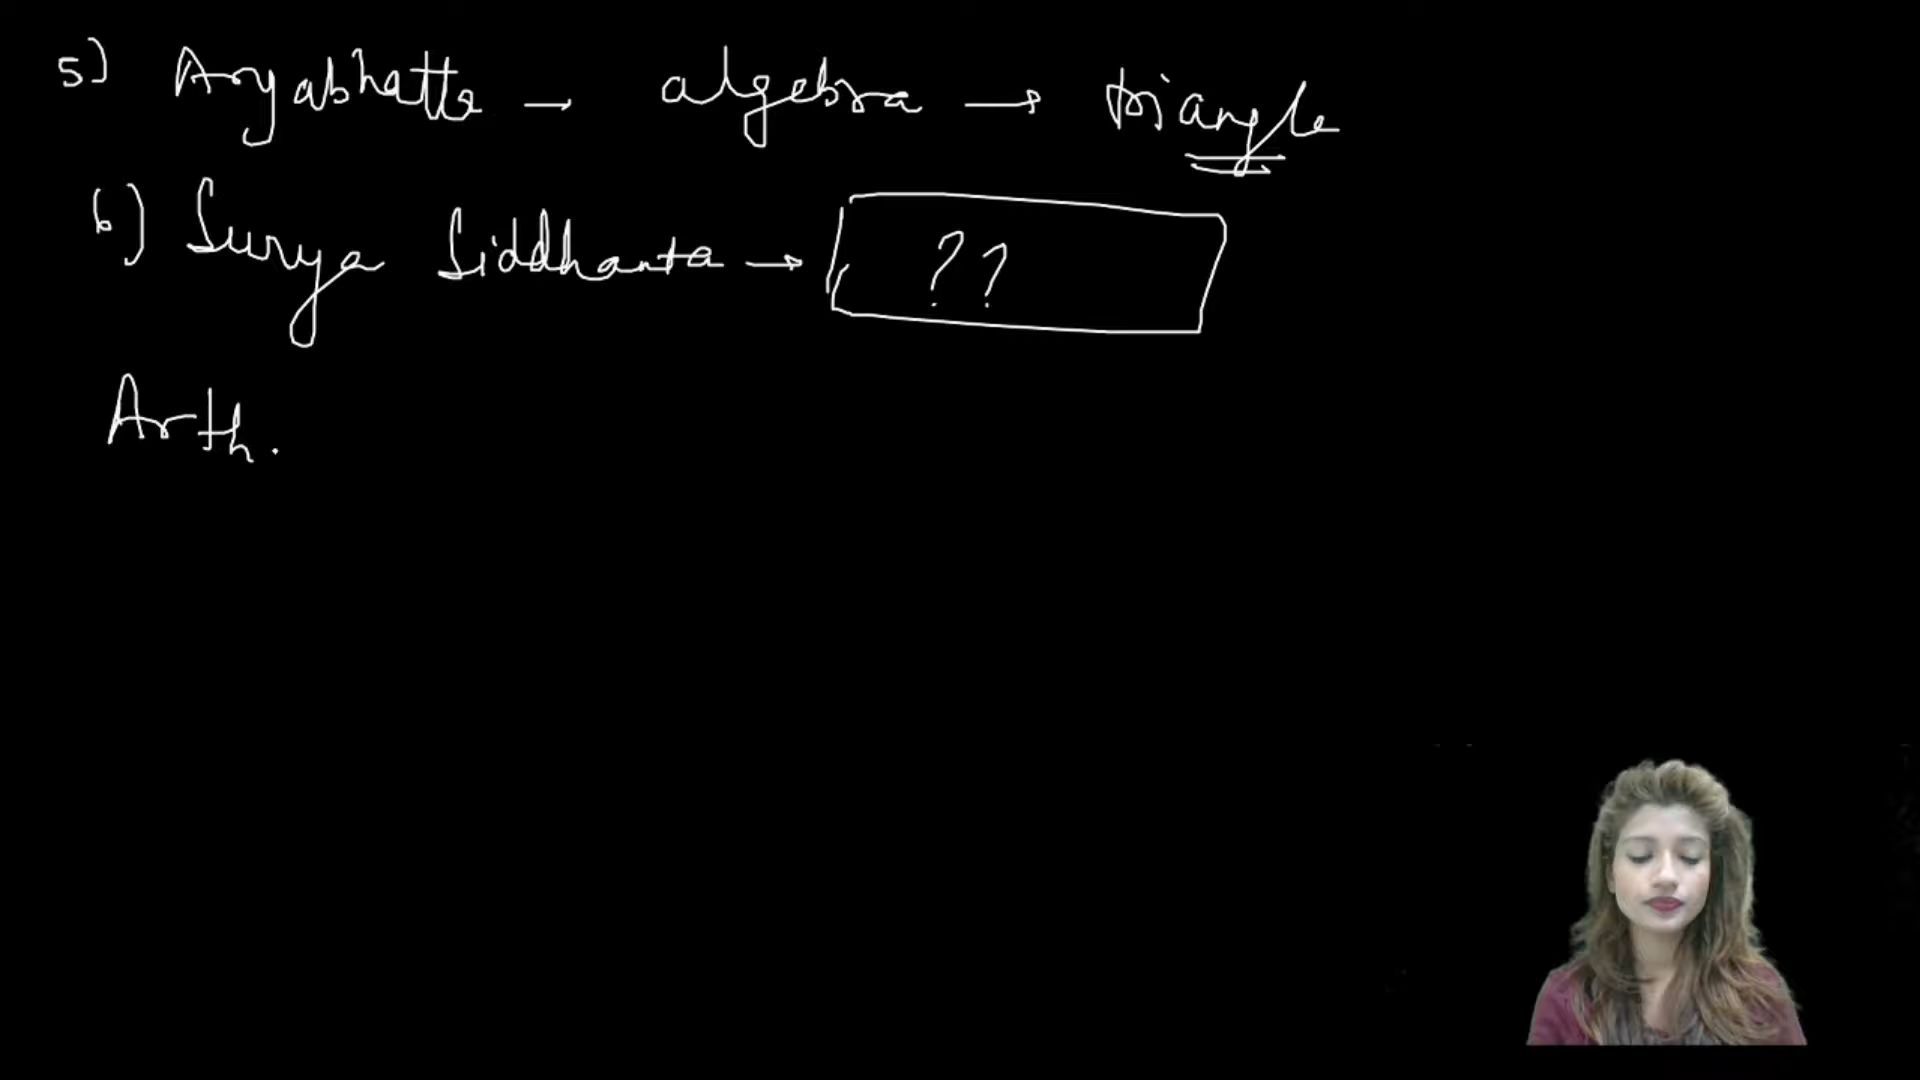 5) Aryabhatta → algebra → triangle
6) Surya Siddhanta → ??
Arth.